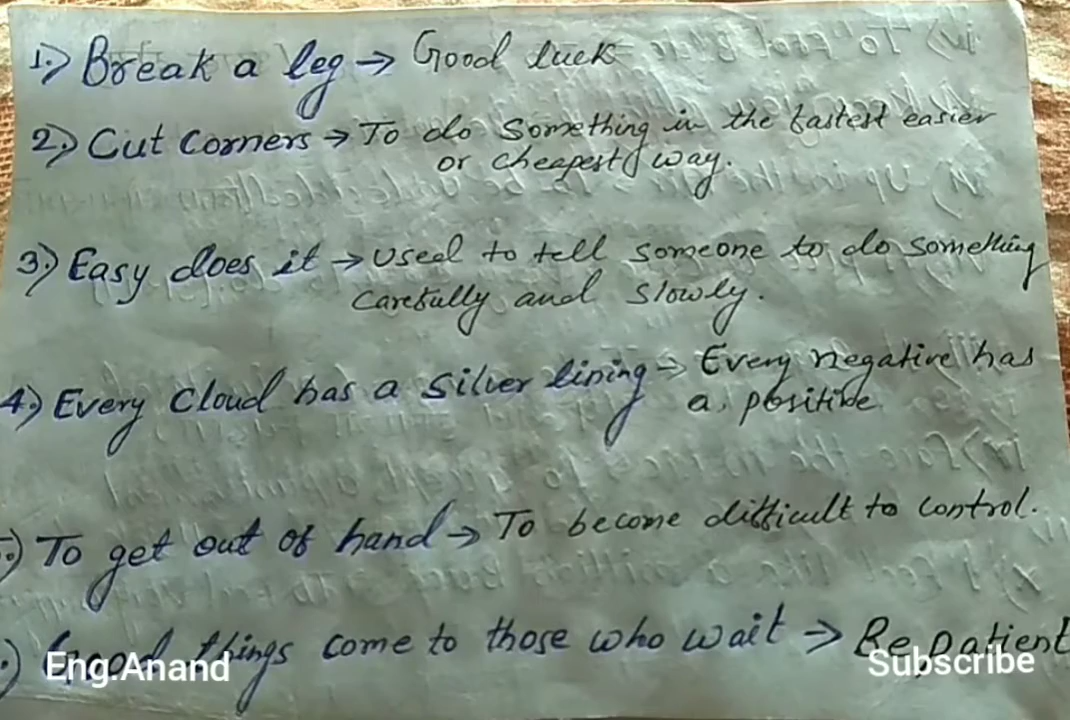 1.) Break a leg → Good luck
2.) Cut Corners → To do Something in the fastest easier
or cheapest way.
3.) Easy does it → Used to tell someone to do something
carefully and slowly.
4.) Every Cloud has a Silver lining → Every negative has
a positive
.) To get out of hand → To become difficult to control.
.) Good things come to those who wait → Be patient
Eng.Anand
Subscribe